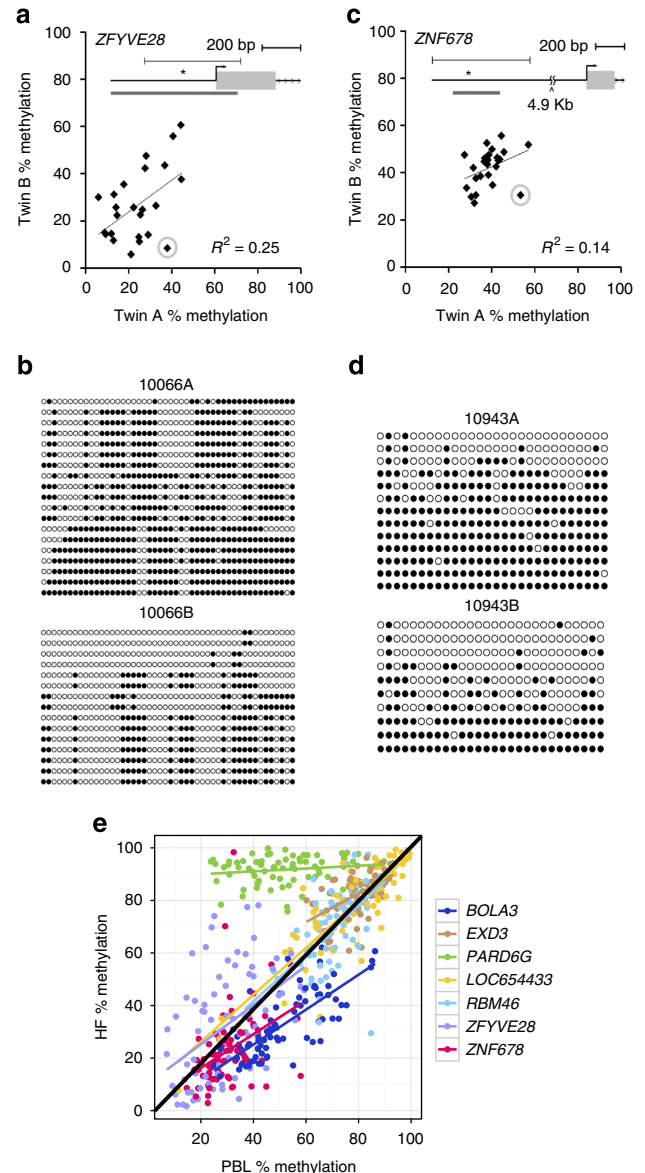 a
ZFYVE28
200 bp
*
100
80
60
40
20
0
Twin B % methylation
R² = 0.25
0 20 40 60 80 100
Twin A % methylation
c
ZNF678
200 bp
*
4.9 Kb
100
80
60
40
20
0
Twin B % methylation
R² = 0.14
0 20 40 60 80 100
Twin A % methylation
b
10066A
10066B
d
10943A
10943B
e
100
80
60
40
20
0
HF % methylation
20 40 60 80 100
PBL % methylation
BOLA3
EXD3
PARD6G
LOC654433
RBM46
ZFYVE28
ZNF678